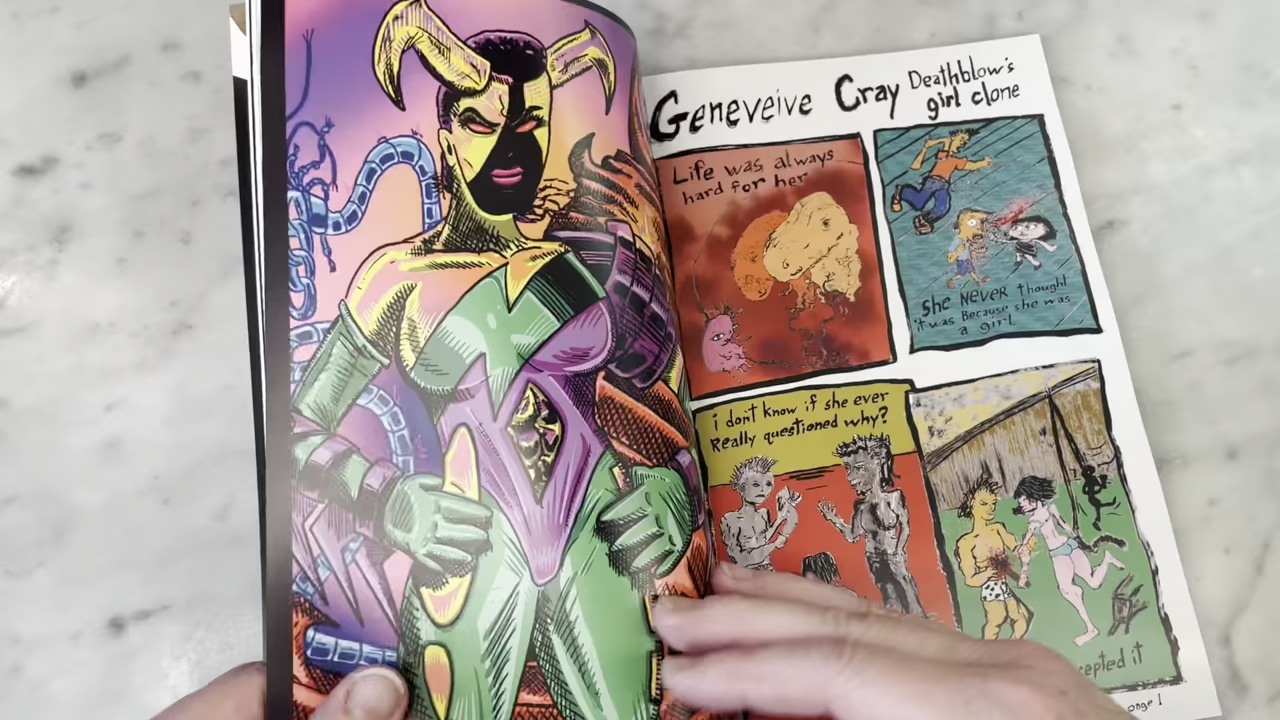 Geneveive Cray Deathblow's
girl clone
Life was always
hard for her
She Never thought
it was Because she was
a girl
i don't know if she ever
Really questioned why?
cepted it
page 1